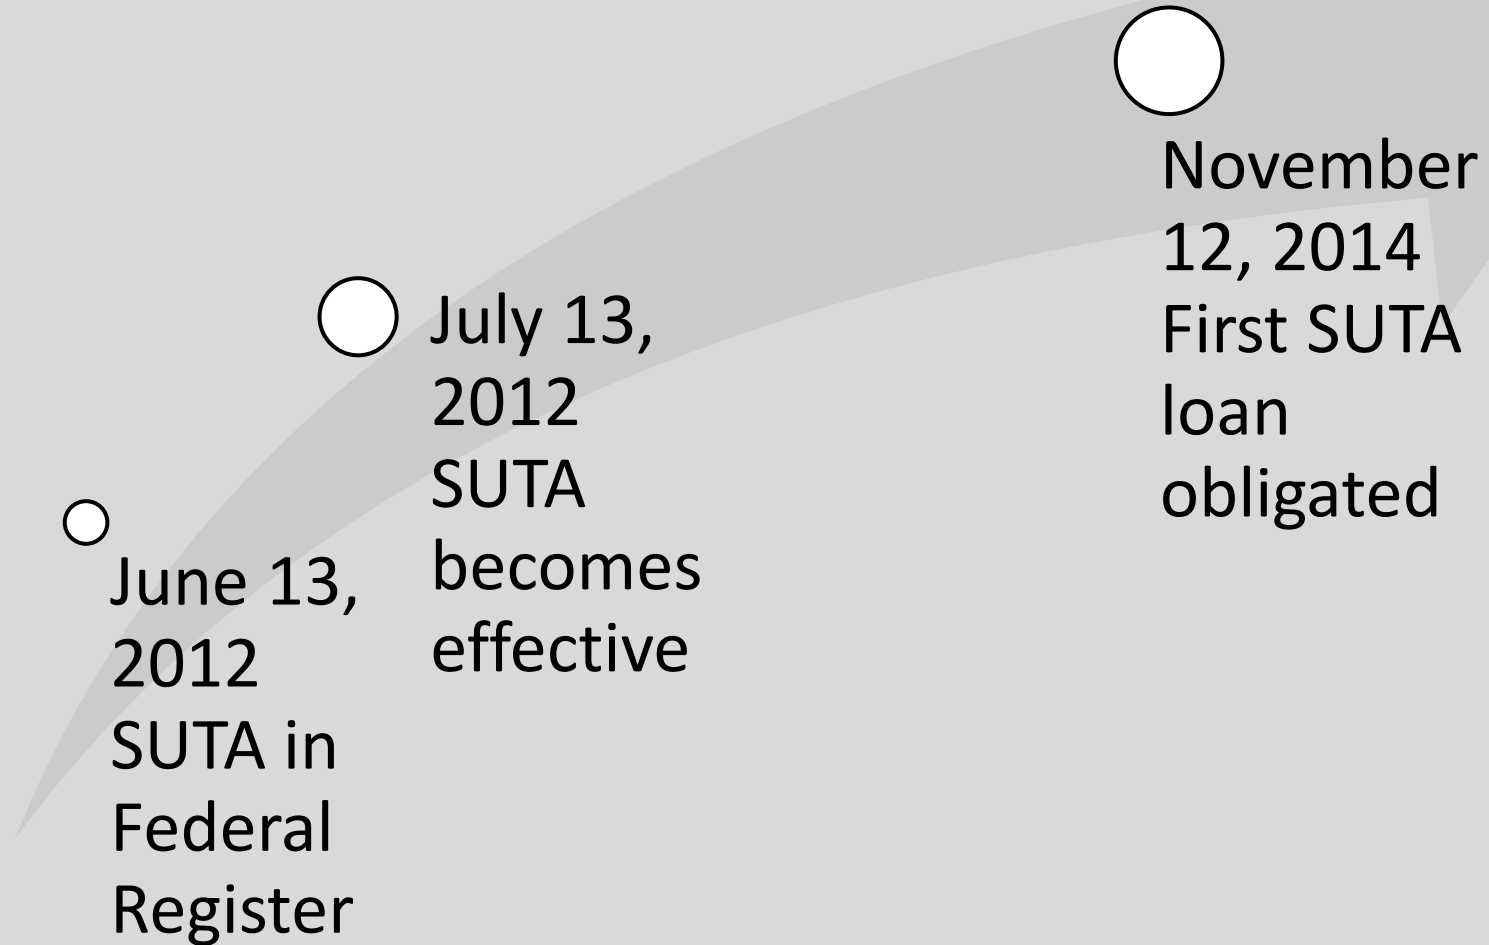 June 13,
2012
SUTA in
Federal
Register
July 13,
2012
SUTA
becomes
effective
November
12, 2014
First SUTA
loan
obligated